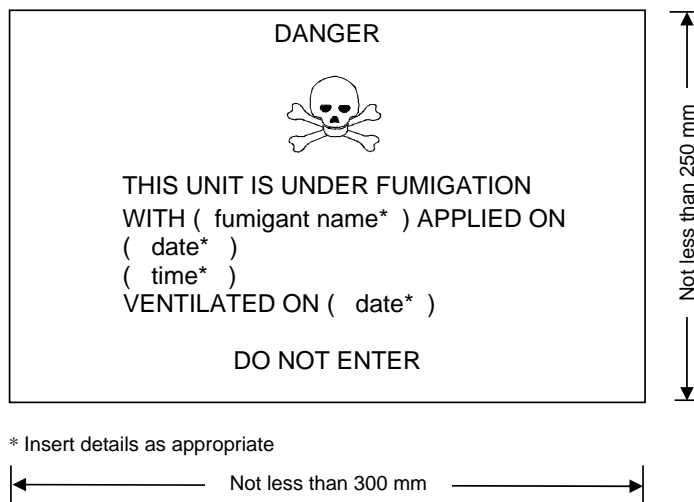 DANGER
THIS UNIT IS UNDER FUMIGATION
WITH ( fumigant name* ) APPLIED ON
( date* )
( time* )
VENTILATED ON ( date* )
DO NOT ENTER
Not less than 250 mm
* Insert details as appropriate
Not less than 300 mm